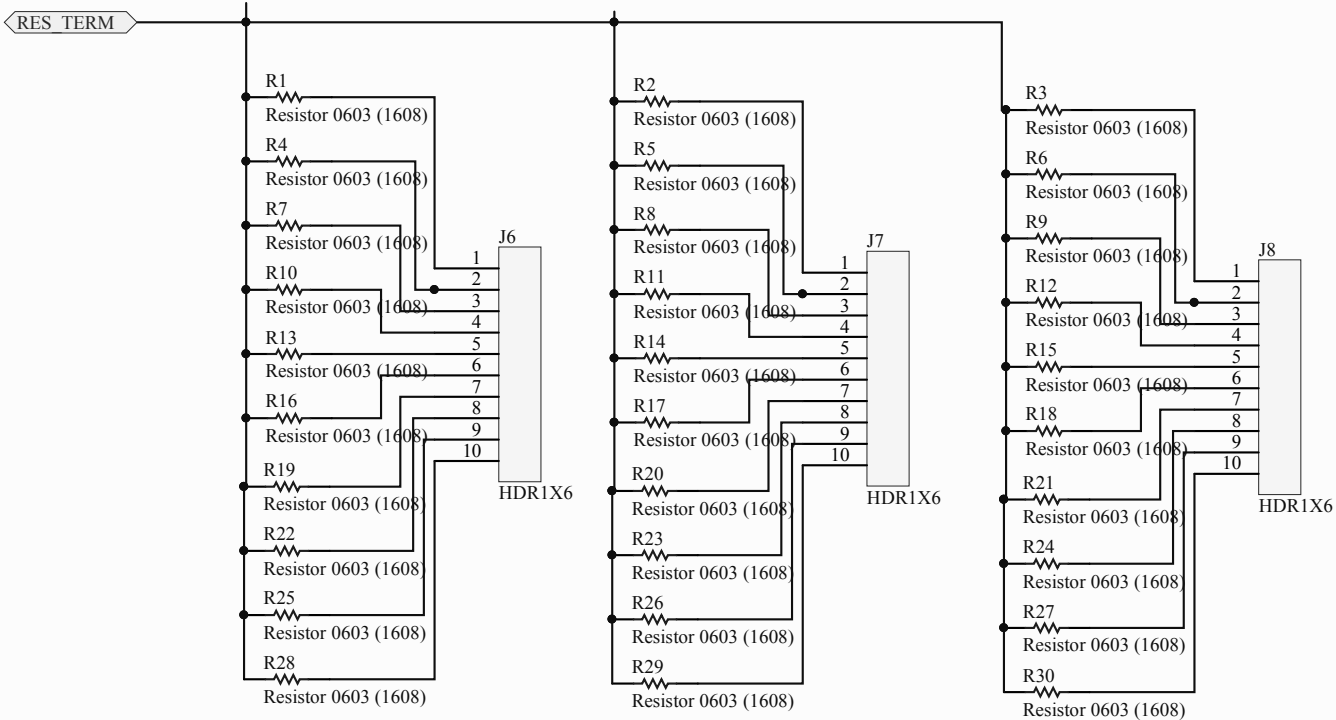 RES_TERM
R1
Resistor 0603 (1608)
R4
Resistor 0603 (1608)
R7
Resistor 0603 (1608)
R10
Resistor 0603 (1608)
R13
Resistor 0603 (1608)
R16
Resistor 0603 (1608)
R19
Resistor 0603 (1608)
R22
Resistor 0603 (1608)
R25
Resistor 0603 (1608)
R28
Resistor 0603 (1608)
J6
1
2
3
4
5
6
7
8
9
10
HDR1X6
R2
Resistor 0603 (1608)
R5
Resistor 0603 (1608)
R8
Resistor 0603 (1608)
R11
Resistor 0603 (1608)
R14
Resistor 0603 (1608)
R17
Resistor 0603 (1608)
R20
Resistor 0603 (1608)
R23
Resistor 0603 (1608)
R26
Resistor 0603 (1608)
R29
Resistor 0603 (1608)
J7
1
2
3
4
5
6
7
8
9
10
HDR1X6
R3
Resistor 0603 (1608)
R6
Resistor 0603 (1608)
R9
Resistor 0603 (1608)
R12
Resistor 0603 (1608)
R15
Resistor 0603 (1608)
R18
Resistor 0603 (1608)
R21
Resistor 0603 (1608)
R24
Resistor 0603 (1608)
R27
Resistor 0603 (1608)
R30
Resistor 0603 (1608)
J8
1
2
3
4
5
6
7
8
9
10
HDR1X6